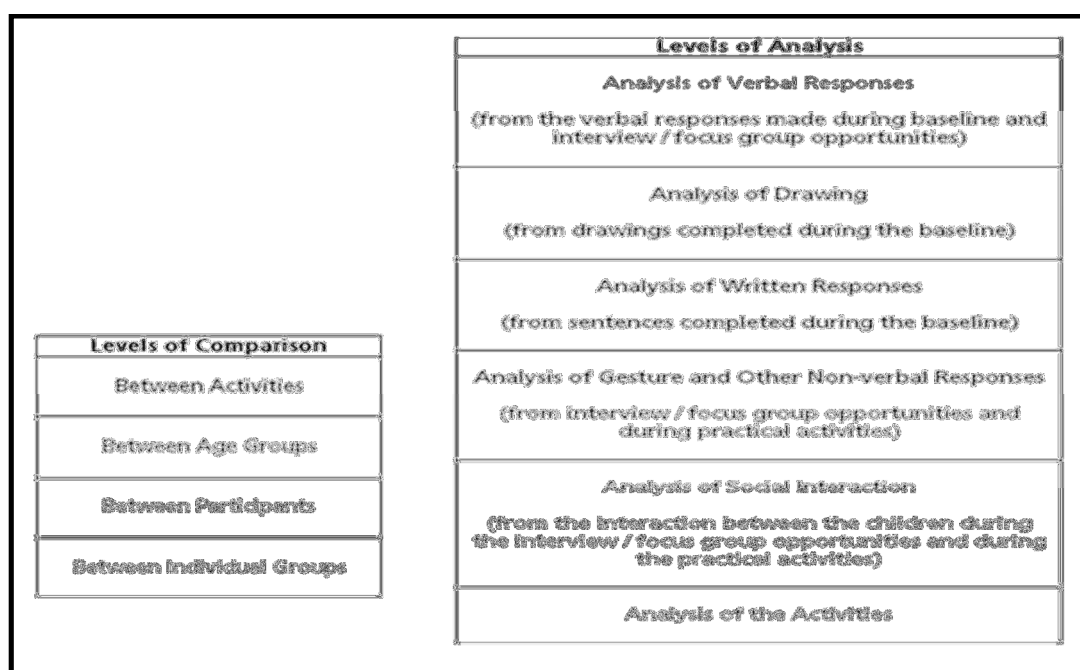 Levels of Comparison
Between Activities
Between Age Groups
Between Participants
Between Individual Groups
Levels of Analysis
Analysis of Verbal Responses
(from the verbal responses made during baseline and
interview / focus group opportunities)
Analysis of Drawing
(from drawings completed during the baseline)
Analysis of Written Responses
(from sentences completed during the baseline)
Analysis of Gesture and Other Non-verbal Responses
(from interview / focus group opportunities and
during practical activities)
Analysis of Social Interaction
(from the interaction between the children during
the interview / focus group opportunities and during
the practical activities)
Analysis of the Activities